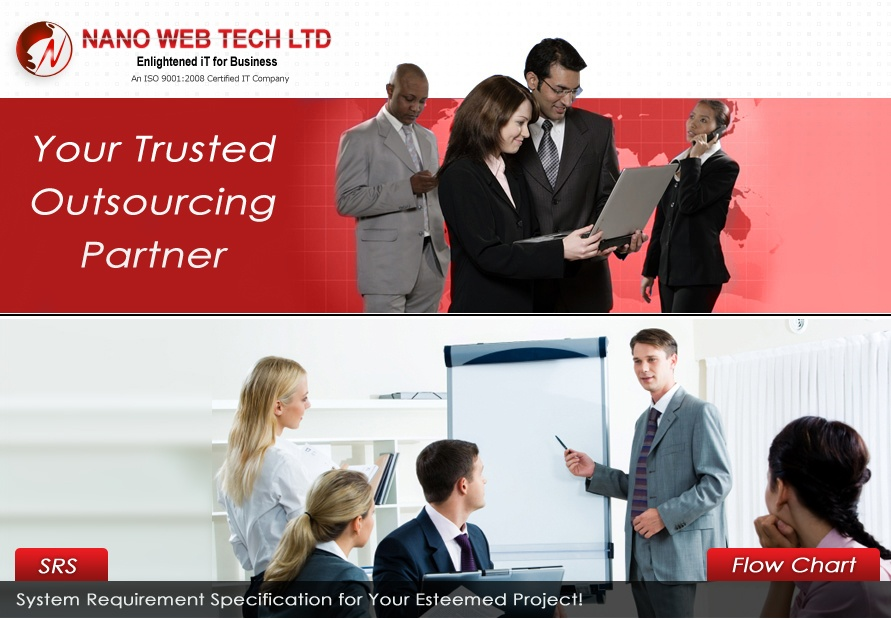 NANO WEB TECH LTD
Enlightened iT for Business
An ISO 9001:2008 Certified IT Company
Your Trusted
Outsourcing
Partner
SRS
Flow Chart
System Requirement Specification for Your Esteemed Project!